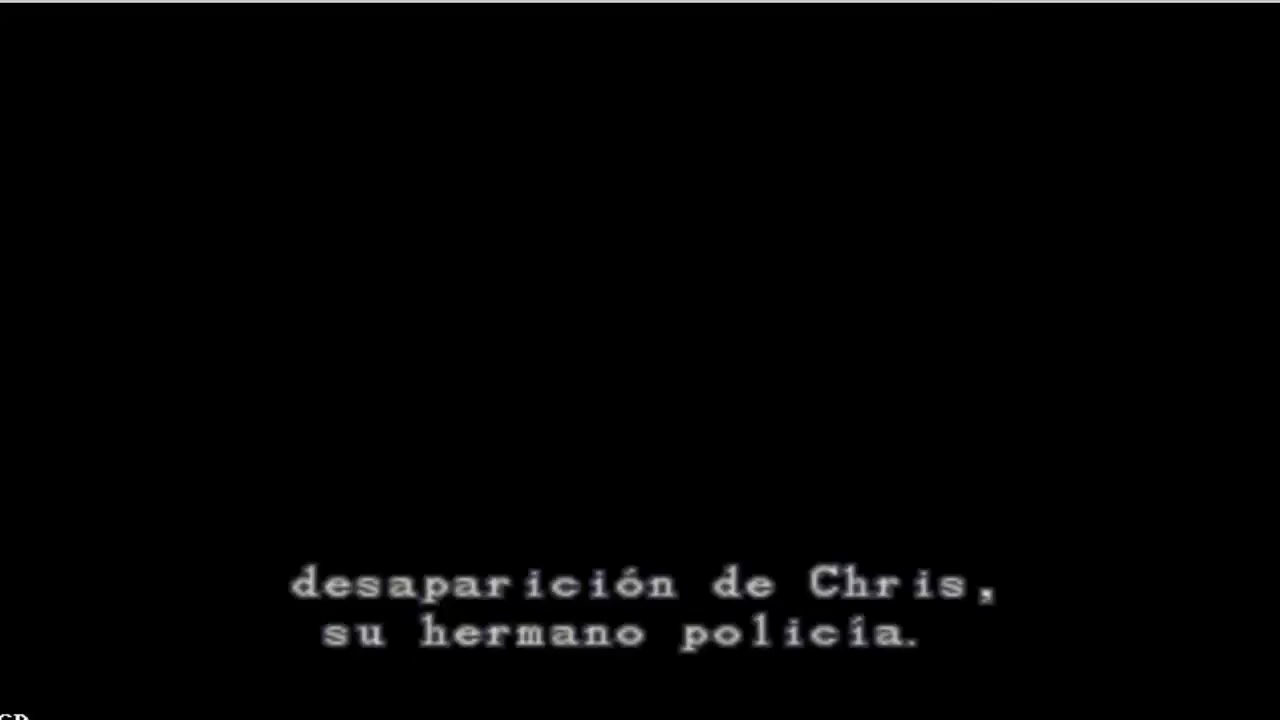 desaparición de Chris,
su hermano policía.